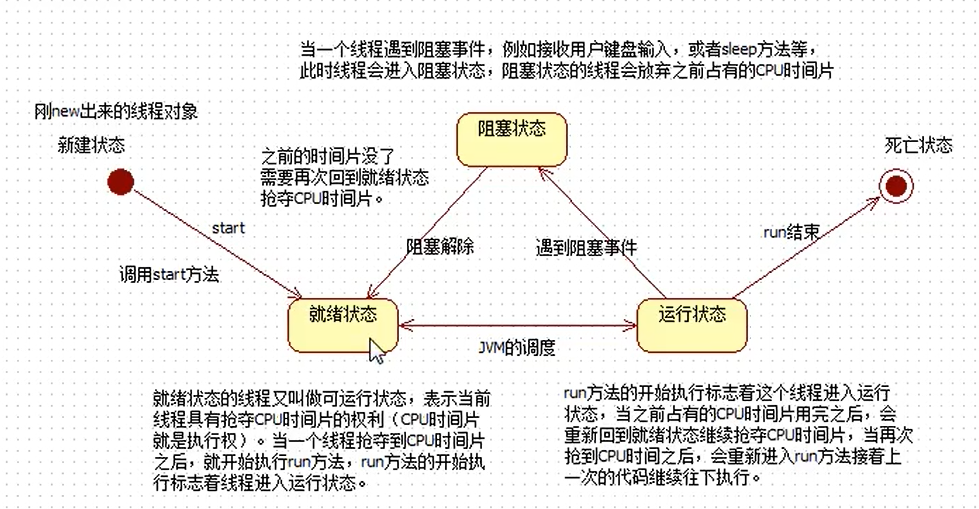 当一个线程遇到阻塞事件，例如接收用户键盘输入，或者sleep方法等，
此时线程会进入阻塞状态，阻塞状态的线程会放弃之前占有的CPU时间片
刚new出来的线程对象
新建状态
阻塞状态
死亡状态
之前的时间片没了
需要再次回到就绪状态
抢夺CPU时间片。
start
阻塞解除
遇到阻塞事件
run结束
调用start方法
就绪状态
运行状态
JVM的调度
就绪状态的线程又叫做可运行状态，表示当前
线程具有抢夺CPU时间片的权利（CPU时间片
就是执行权）。当一个线程抢夺到CPU时间片
之后，就开始执行run方法，run方法的开始执
行标志着线程进入运行状态。
run方法的开始执行标志着这个线程进入运行
状态，当之前占有的CPU时间片用完之后，会
重新回到就绪状态继续抢夺CPU时间片，当再次
抢到CPU时间之后，会重新进入run方法接着上
一次的代码继续往下执行。